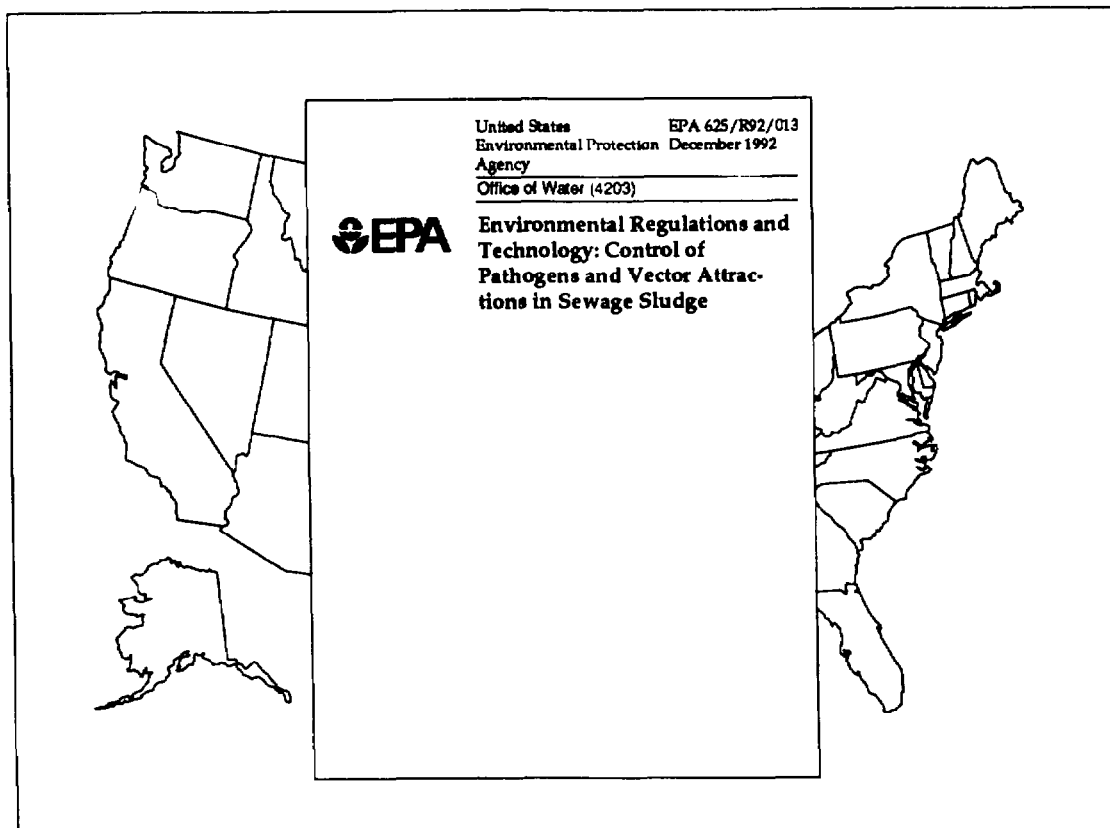 United States EPA 625/R92/013
Environmental Protection December 1992
Agency
Office of Water (4203)
EPA
Environmental Regulations and
Technology: Control of
Pathogens and Vector Attrac-
tions in Sewage Sludge